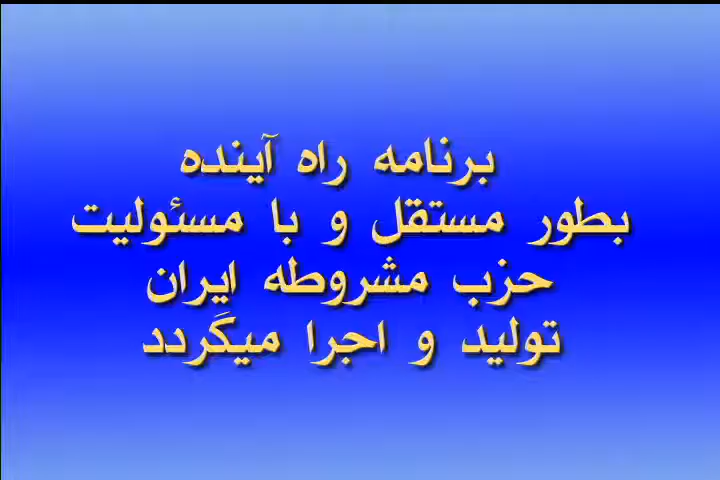 برنامه راه آینده
بطور مستقل و با مسئولیت
حزب مشروطه ایران
تولید و اجرا میگردد